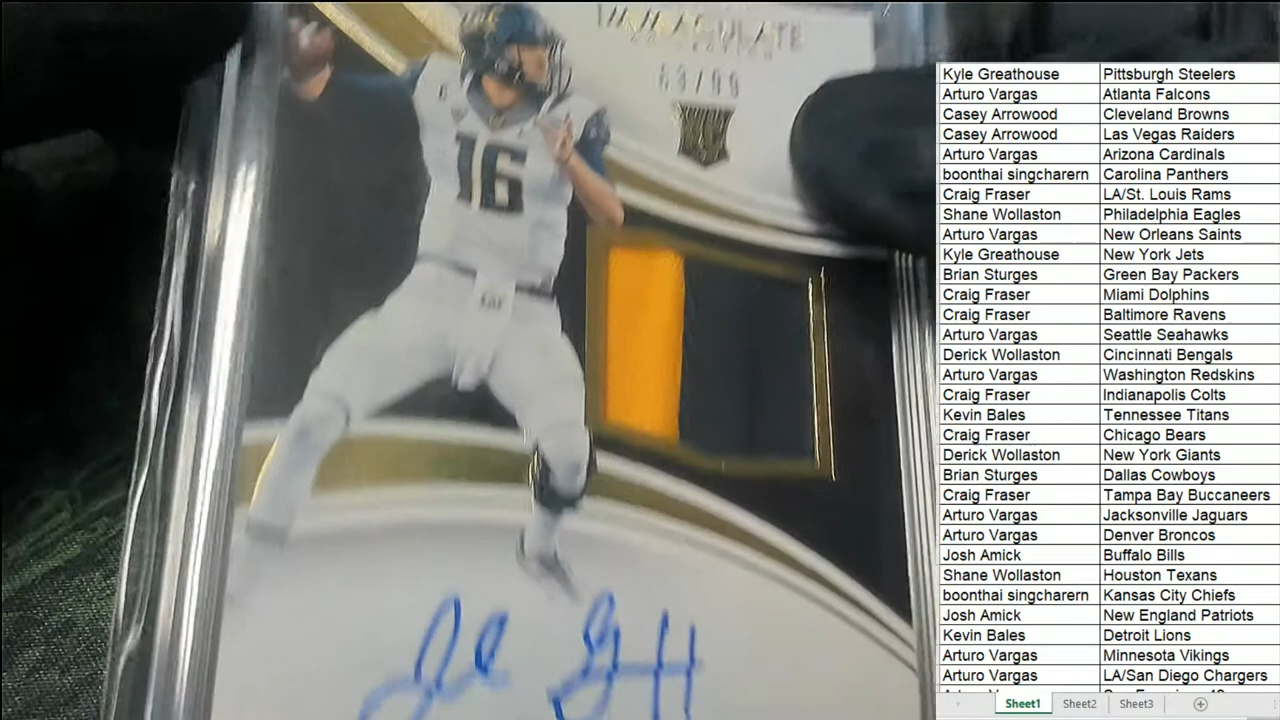 IMMACULATE
63/99
16
Kyle Greathouse Pittsburgh Steelers
Arturo Vargas Atlanta Falcons
Casey Arrowood Cleveland Browns
Casey Arrowood Las Vegas Raiders
Arturo Vargas Arizona Cardinals
boonthai singcharern Carolina Panthers
Craig Fraser LA/St. Louis Rams
Shane Wollaston Philadelphia Eagles
Arturo Vargas New Orleans Saints
Kyle Greathouse New York Jets
Brian Sturges Green Bay Packers
Craig Fraser Miami Dolphins
Craig Fraser Baltimore Ravens
Arturo Vargas Seattle Seahawks
Derick Wollaston Cincinnati Bengals
Arturo Vargas Washington Redskins
Craig Fraser Indianapolis Colts
Kevin Bales Tennessee Titans
Craig Fraser Chicago Bears
Derick Wollaston New York Giants
Brian Sturges Dallas Cowboys
Craig Fraser Tampa Bay Buccaneers
Arturo Vargas Jacksonville Jaguars
Arturo Vargas Denver Broncos
Josh Amick Buffalo Bills
Shane Wollaston Houston Texans
boonthai singcharern Kansas City Chiefs
Josh Amick New England Patriots
Kevin Bales Detroit Lions
Arturo Vargas Minnesota Vikings
Arturo Vargas LA/San Diego Chargers
Sheet1 Sheet2 Sheet3